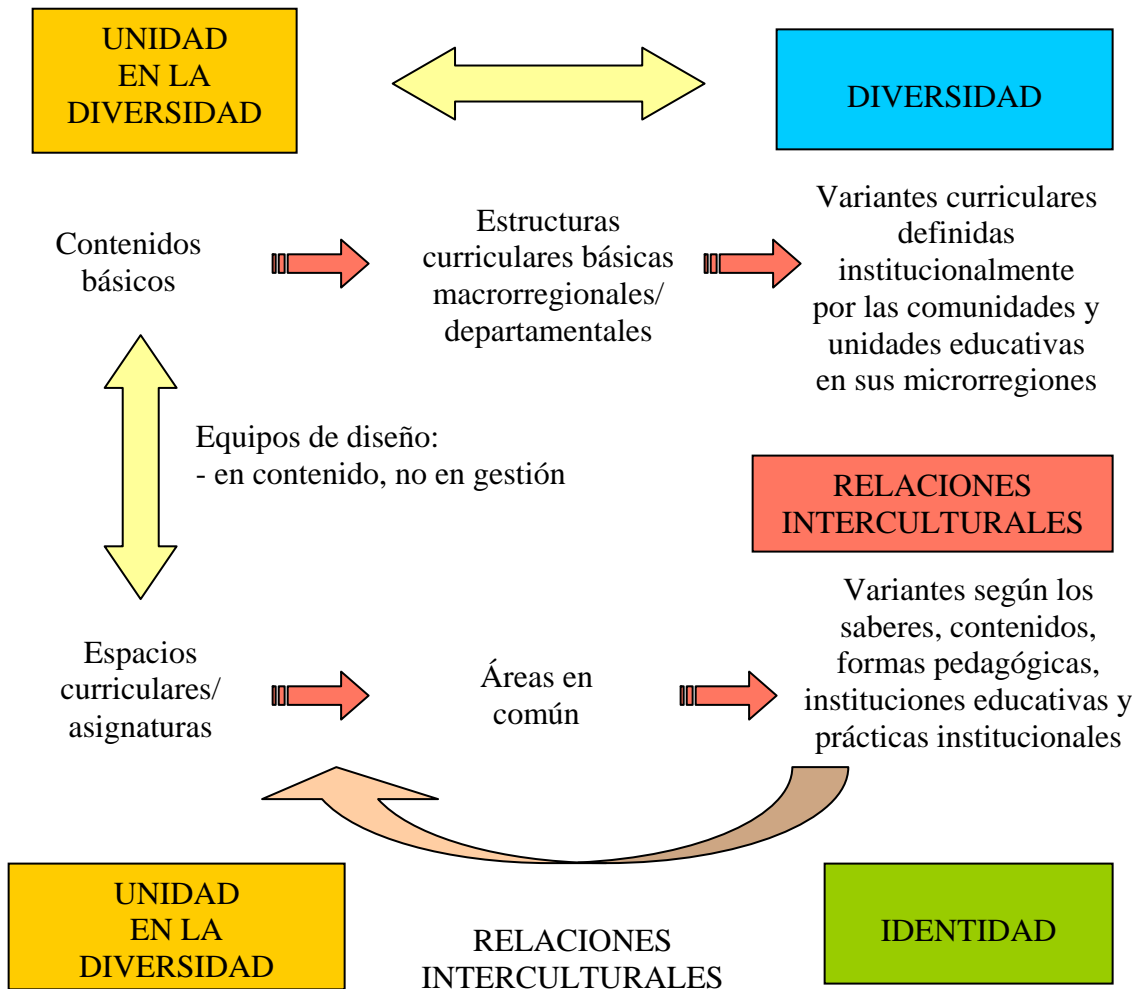 UNIDAD
EN LA
DIVERSIDAD
DIVERSIDAD
Contenidos
básicos
Estructuras
curriculares básicas
macrorregionales/
departamentales
Variantes curriculares
definidas
institucionalmente
por las comunidades y
unidades educativas
en sus microrregiones
Equipos de diseño:
- en contenido, no en gestión
RELACIONES
INTERCULTURALES
Espacios
curriculares/
asignaturas
Áreas en
común
Variantes según los
saberes, contenidos,
formas pedagógicas,
instituciones educativas y
prácticas institucionales
UNIDAD
EN LA
DIVERSIDAD
RELACIONES
INTERCULTURALES
IDENTIDAD